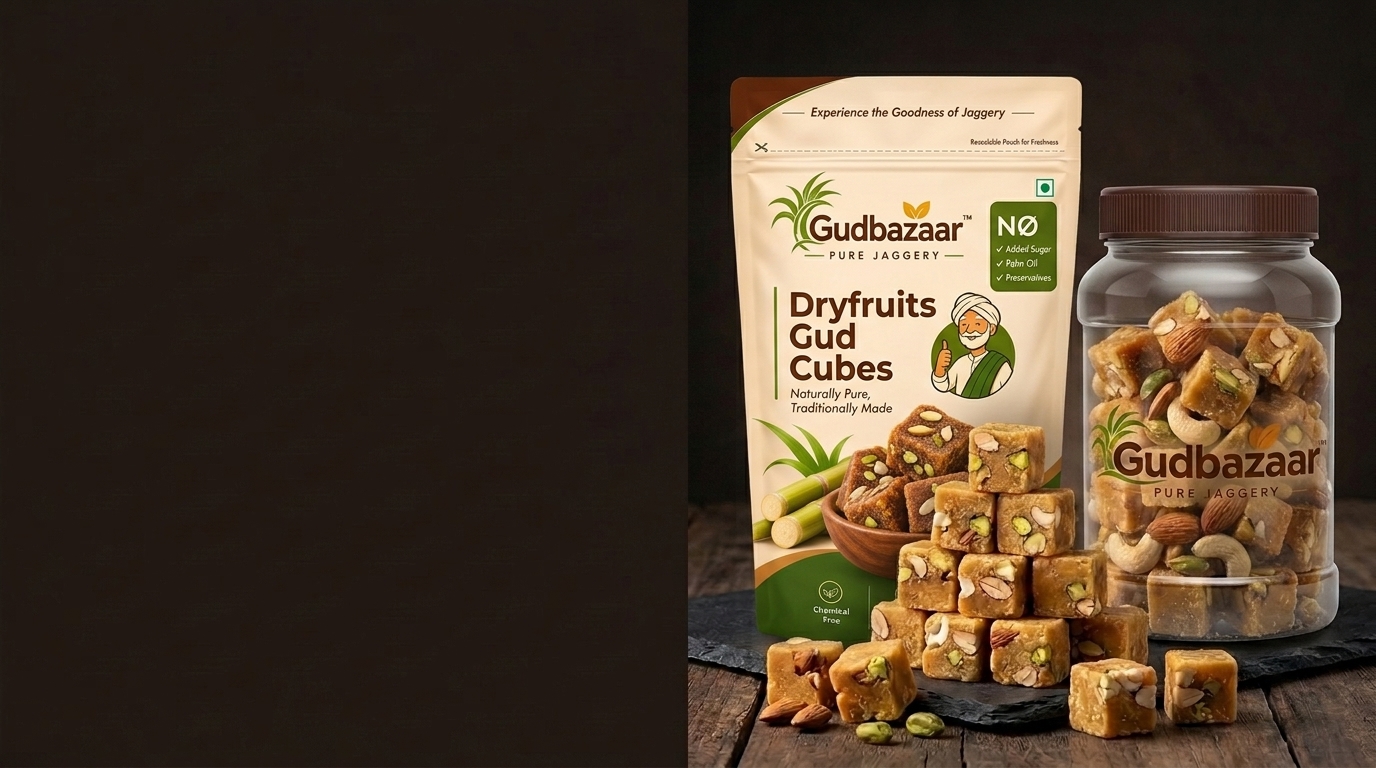 Experience the Goodness of Jaggery
Resealable Pouch for Freshness
Gudbazaar™
PURE JAGGERY
NØ
✓ Added Sugar
✓ Palm Oil
✓ Preservatives
Dryfruits
Gud
Cubes
Naturally Pure,
Traditionally Made
Chemical
Free
Gudbazaar™
PURE JAGGERY